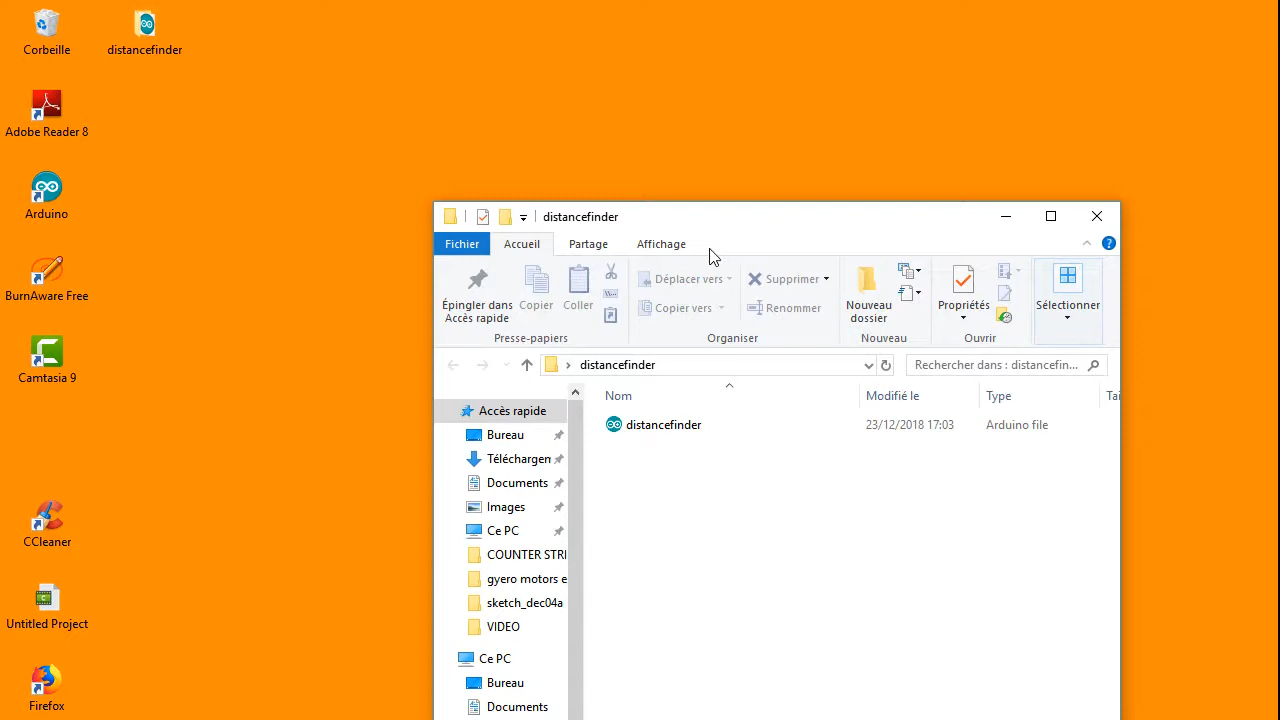 Corbeille
distancefinder
Adobe Reader 8
Arduino
BurnAware Free
Camtasia 9
CCleaner
Untitled Project
Firefox
distancefinder
Fichier
Accueil
Partage
Affichage
Épingler dans
Accès rapide
Copier
Coller
Presse-papiers
Déplacer vers
Copier vers
Supprimer
Renommer
Organiser
Nouveau
dossier
Nouveau
Propriétés
Ouvrir
Sélectionner
distancefinder
Rechercher dans : distancefin...
Nom
Modifié le
Type
Tai
distancefinder
23/12/2018 17:03
Arduino file
Accès rapide
Bureau
Téléchargem
Documents
Images
Ce PC
COUNTER STRI
gyero motors e
sketch_dec04a
VIDEO
Ce PC
Bureau
Documents